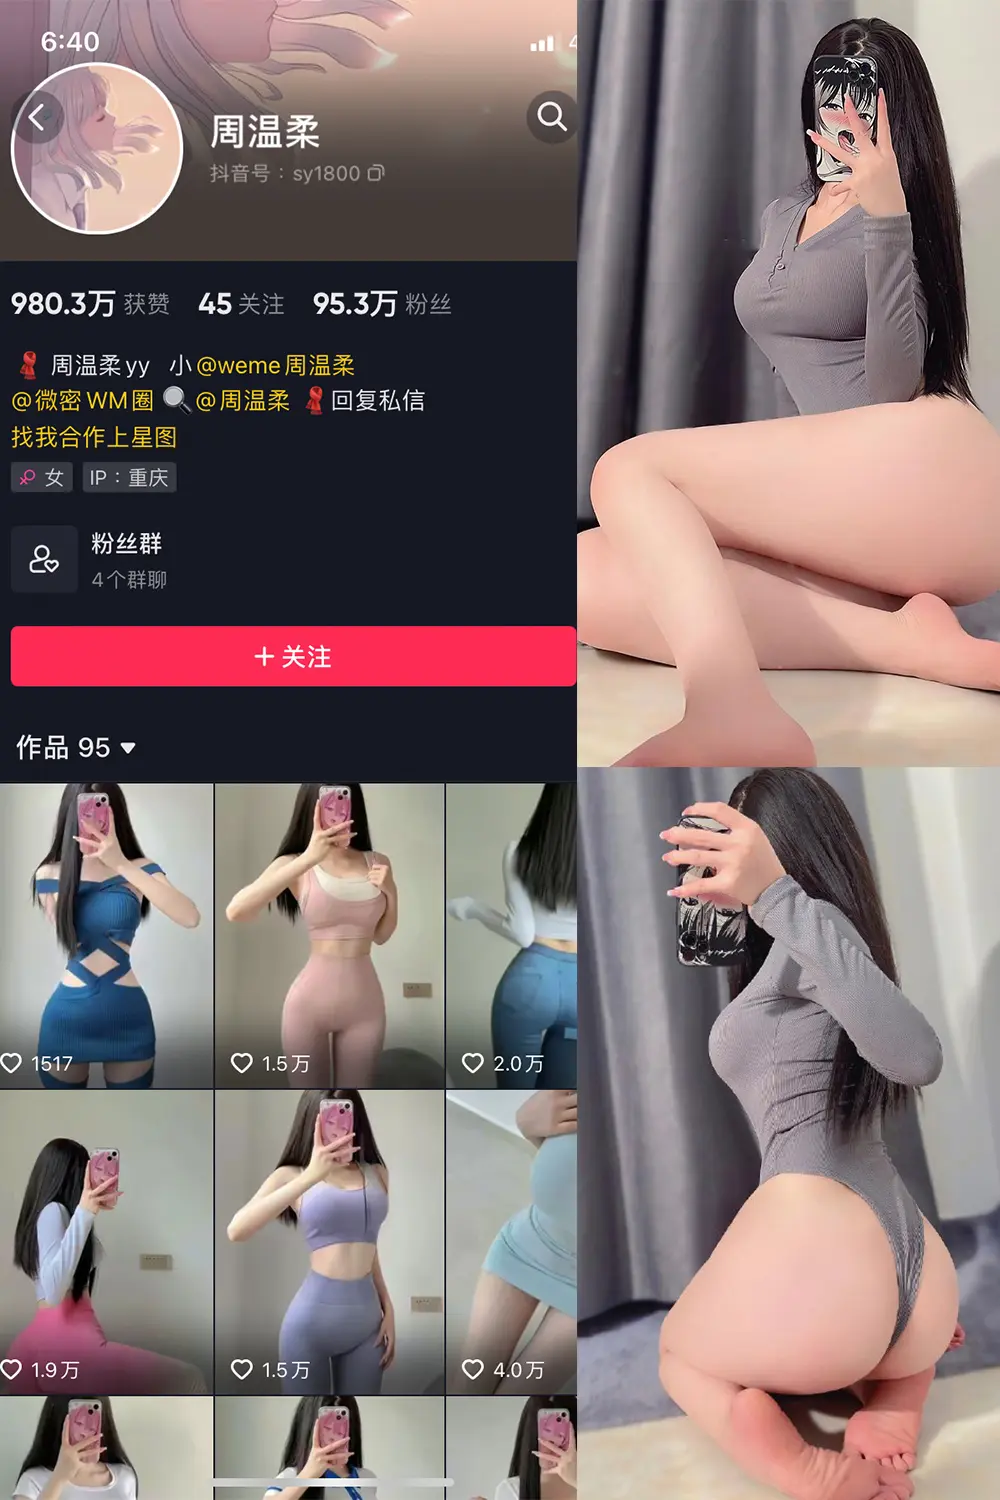 6:40
4
周温柔
抖音号：sy1800
980.3万 获赞 45 关注 95.3万 粉丝
周温柔yy 小@weme周温柔
@微密WM圈 @周温柔 回复私信
找我合作上星图
女 IP：重庆
粉丝群
4个群聊
+ 关注
作品 95
1517 1.5万 2.0万
1.9万 1.5万 4.0万